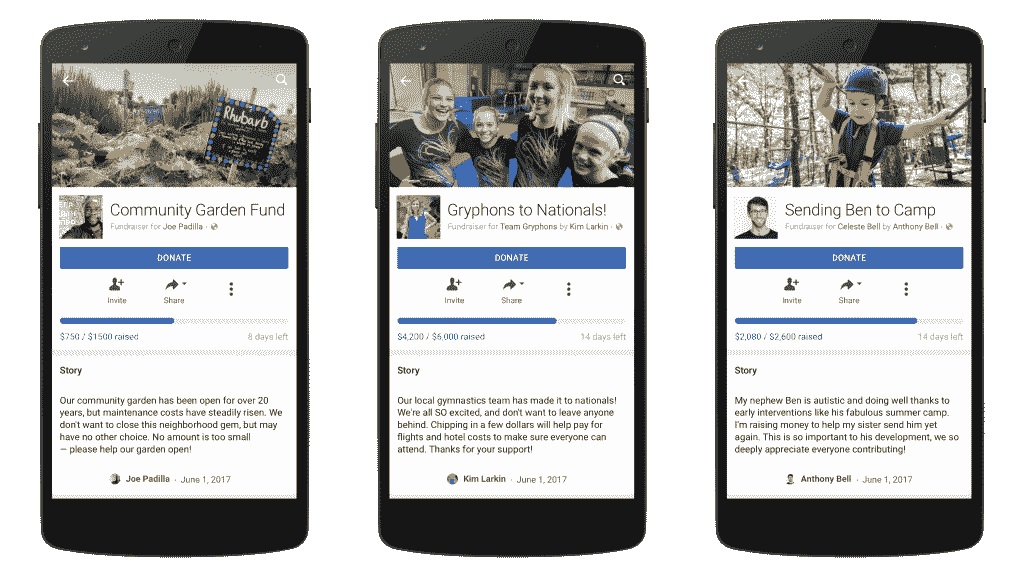 Rhubarb
Community Garden Fund
Fundraiser for Joe Padilla ·
DONATE
Invite
Share
$750 / $1500 raised
8 days left
Story
Our community garden has been open for over 20
years, but maintenance costs have steadily risen. We
don't want to close this neighborhood gem, but may
have no other choice. No amount is too small
– please help our garden open!
Joe Padilla · June 1, 2017
Gryphons to Nationals!
Fundraiser for Team Gryphons by Kim Larkin ·
DONATE
Invite
Share
$4,200 / $6,000 raised
14 days left
Story
Our local gymnastics team has made it to nationals!
We're all SO excited, and don't want to leave anyone
behind. Chipping in a few dollars will help pay for
flights and hotel costs to make sure everyone can
attend. Thanks for your support!
Kim Larkin · June 1, 2017
Sending Ben to Camp
Fundraiser for Celeste Bell by Anthony Bell ·
DONATE
Invite
Share
$2,080 / $2,600 raised
14 days left
Story
My nephew Ben is autistic and doing well thanks to
early interventions like his fabulous summer camp.
I'm raising money to help my sister send him yet
again. This is so important to his development, we so
deeply appreciate everyone contributing!
Anthony Bell · June 1, 2017